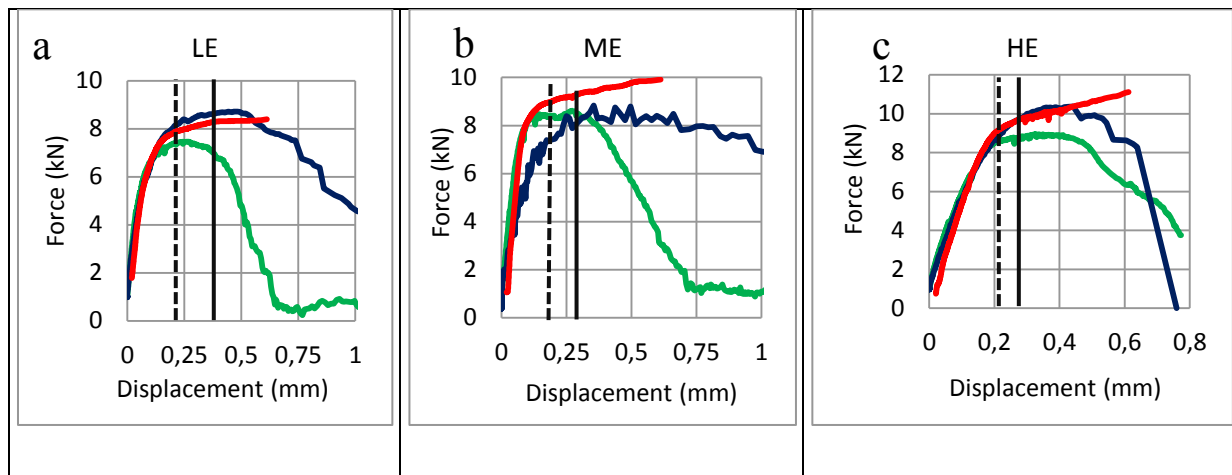 a
LE
10
8
6
4
2
0
Force (kN)
0 0,25 0,5 0,75 1
Displacement (mm)
b
ME
10
8
6
4
2
0
Force (kN)
0 0,25 0,5 0,75 1
Displacement (mm)
c
HE
12
10
8
6
4
2
0
Force (kN)
0 0,2 0,4 0,6 0,8
Displacement (mm)